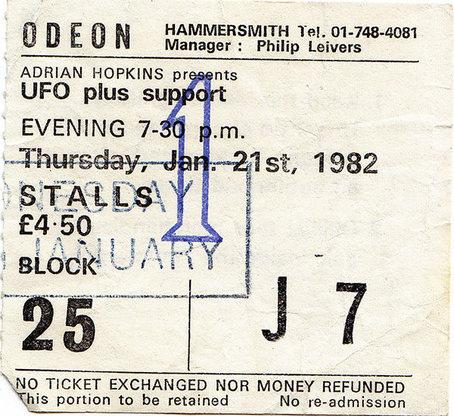 ODEON HAMMERSMITH Tel. 01-748-4081
Manager : Philip Leivers
ADRIAN HOPKINS presents
UFO plus support
EVENING 7-30 p.m.
Thursday, Jan. 21st, 1982
1
STALLS
NESDAY
£4·50
JANUARY
BLOCK
25 J 7
NO TICKET EXCHANGED NOR MONEY REFUNDED
This portion to be retained No re-admission